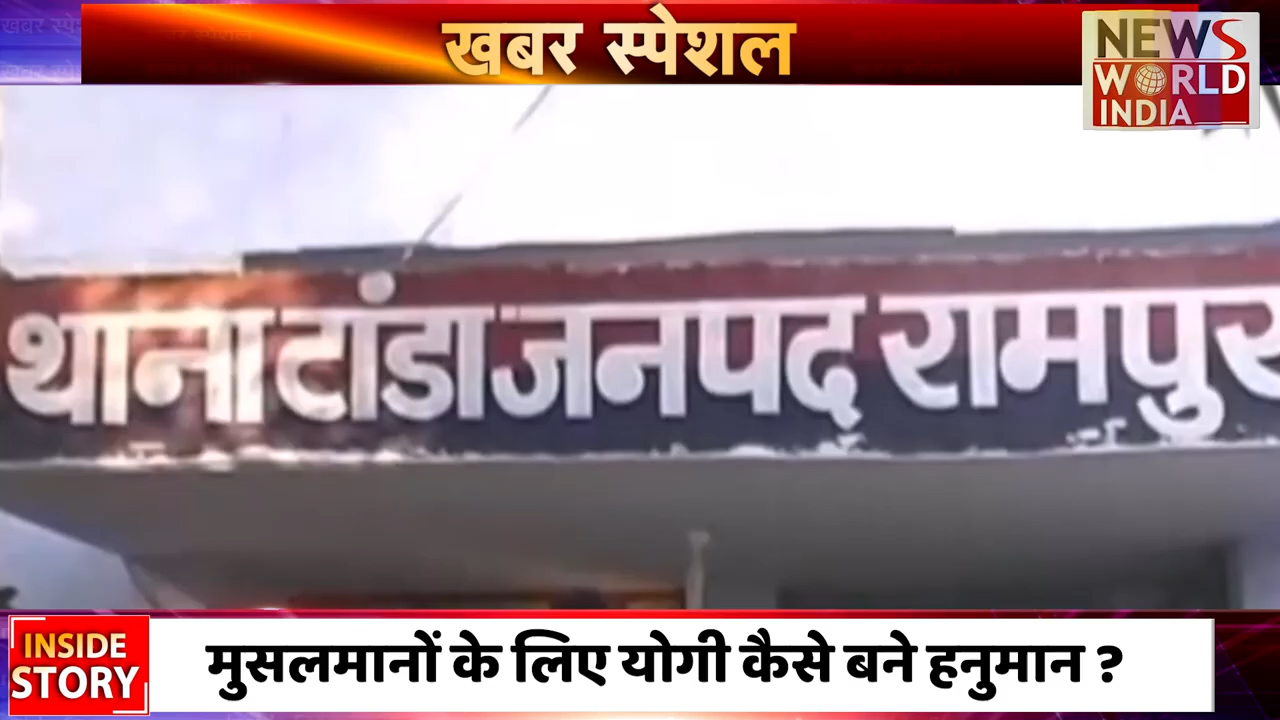 खबर स्पेशल
NEWS
WORLD
INDIA
थाना टांडा जनपद रामपुर
INSIDE
STORY
मुसलमानों के लिए योगी कैसे बने हनुमान ?